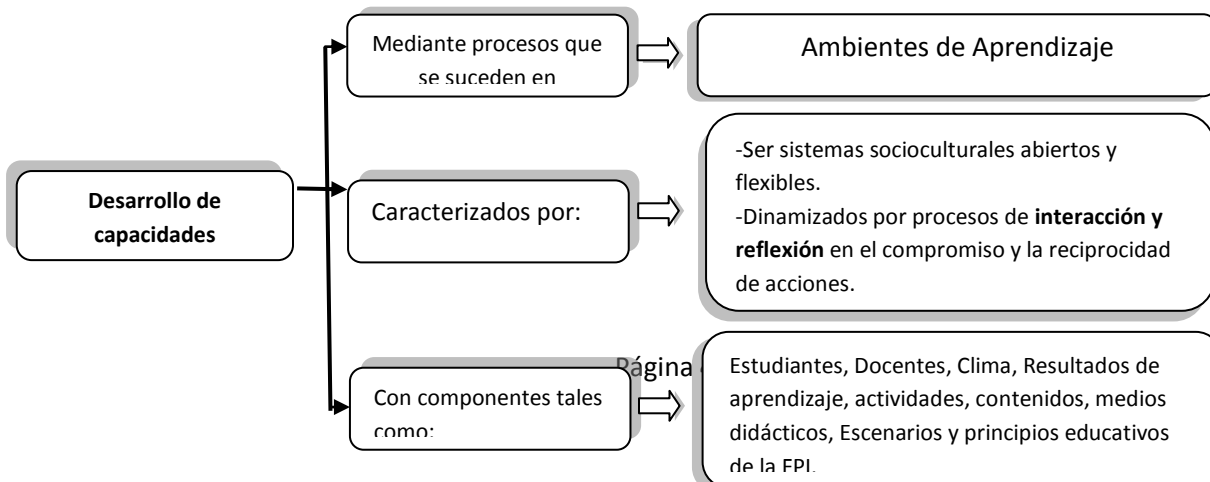 Mediante procesos que
se suceden en
Ambientes de Aprendizaje
Desarrollo de
capacidades
Caracterizados por:
-Ser sistemas socioculturales abiertos y
flexibles.
-Dinamizados por procesos de interacción y
reflexión en el compromiso y la reciprocidad
de acciones.
Página
Con componentes tales
como:
Estudiantes, Docentes, Clima, Resultados de
aprendizaje, actividades, contenidos, medios
didácticos, Escenarios y principios educativos
de la